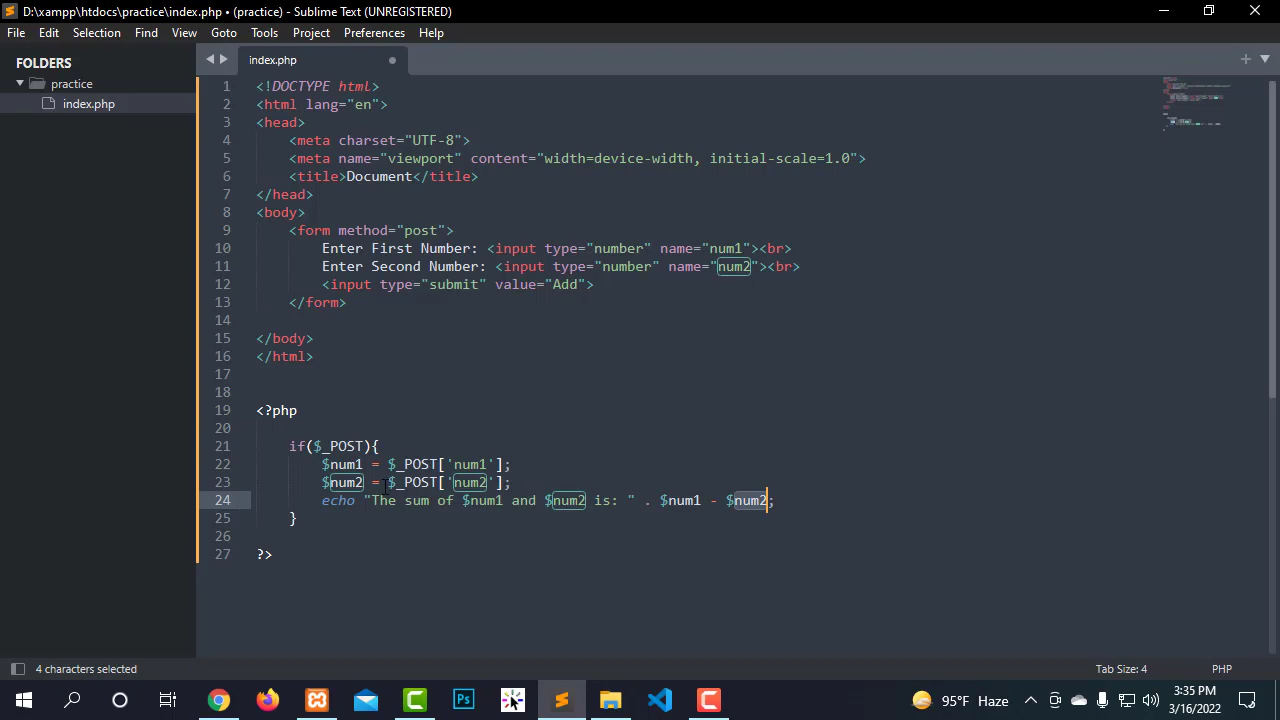 D:\xampp\htdocs\practice\index.php • (practice) - Sublime Text (UNREGISTERED)
File Edit Selection Find View Goto Tools Project Preferences Help
FOLDERS
practice
index.php
index.php
1 <!DOCTYPE html>
2 <html lang="en">
3 <head>
4 <meta charset="UTF-8">
5 <meta name="viewport" content="width=device-width, initial-scale=1.0">
6 <title>Document</title>
7 </head>
8 <body>
9 <form method="post">
10 Enter First Number: <input type="number" name="num1"><br>
11 Enter Second Number: <input type="number" name="num2"><br>
12 <input type="submit" value="Add">
13 </form>
14
15 </body>
16 </html>
17
18
19 <?php
20
21 if($_POST){
22 $num1 = $_POST['num1'];
23 $num2 = $_POST['num2'];
24 echo "The sum of $num1 and $num2 is: " . $num1 - $num2;
25 }
26
27 ?>
4 characters selected
Tab Size: 4 PHP
Ps
95°F Haze
3:35 PM
3/16/2022